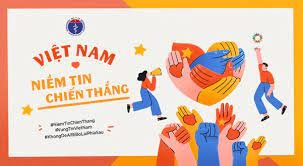 VIỆT NAM
NIỀM TIN
CHIẾN THẮNG
#NiemTinChienThang
#VungTinVietNam
#KhongDeAiBiBoLaiPhiaSau